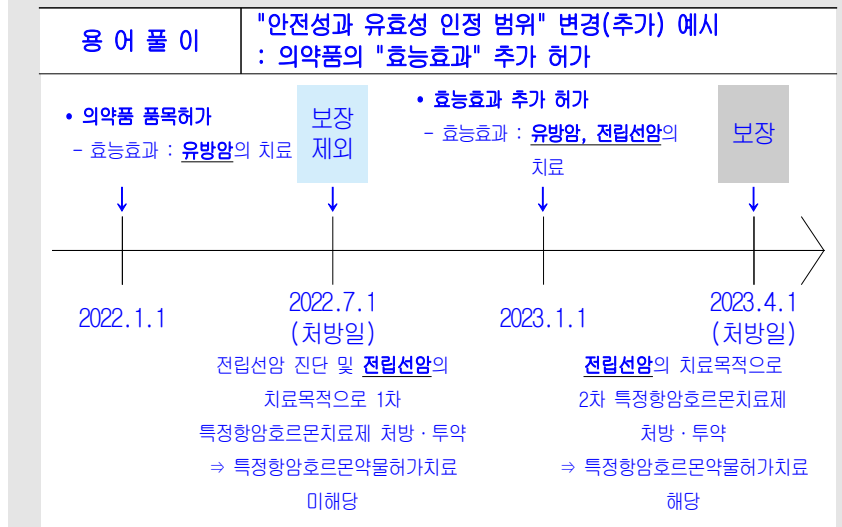 용 어 풀 이
"안전성과 유효성 인정 범위" 변경(추가) 예시
: 의약품의 "효능효과" 추가 허가
• 의약품 품목허가
- 효능효과 : 유방암의 치료
보장
제외
• 효능효과 추가 허가
- 효능효과 : 유방암, 전립선암의
치료
보장
2022.1.1
2022.7.1
(처방일)
2023.1.1
2023.4.1
(처방일)
전립선암 진단 및 전립선암의
치료목적으로 1차
특정항암호르몬치료제 처방·투약
⇒ 특정항암호르몬약물허가치료
미해당
전립선암의 치료목적으로
2차 특정항암호르몬치료제
처방·투약
⇒ 특정항암호르몬약물허가치료
해당